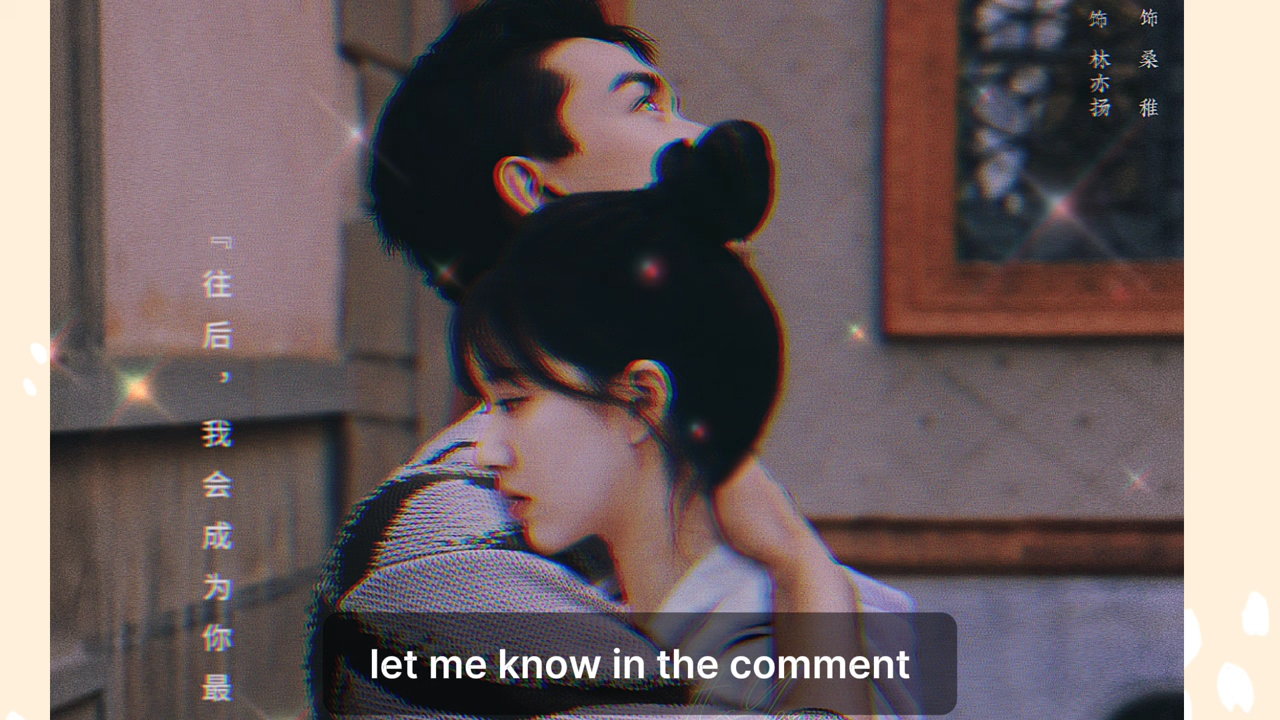 饰 桑 稚
饰 林亦扬
『往后，我会成为你最
let me know in the comment